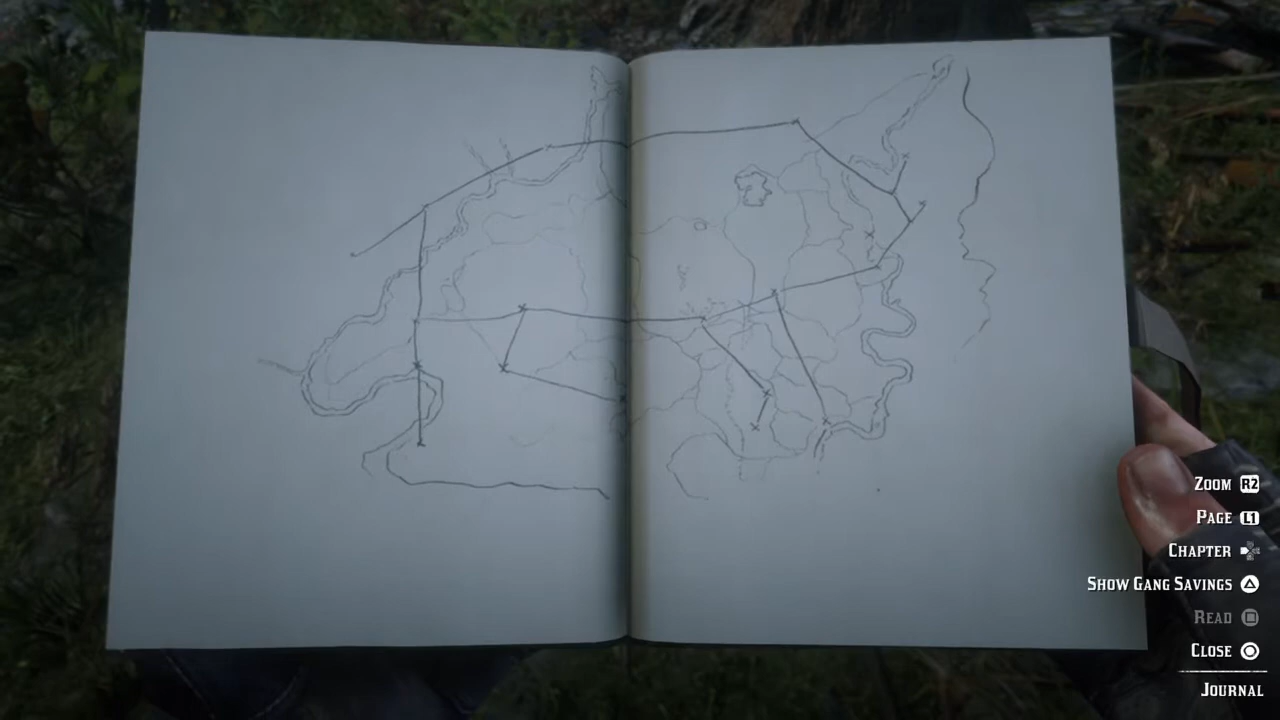 Zoom R2
Page L1
Chapter
Show Gang Savings
Read
Close
Journal